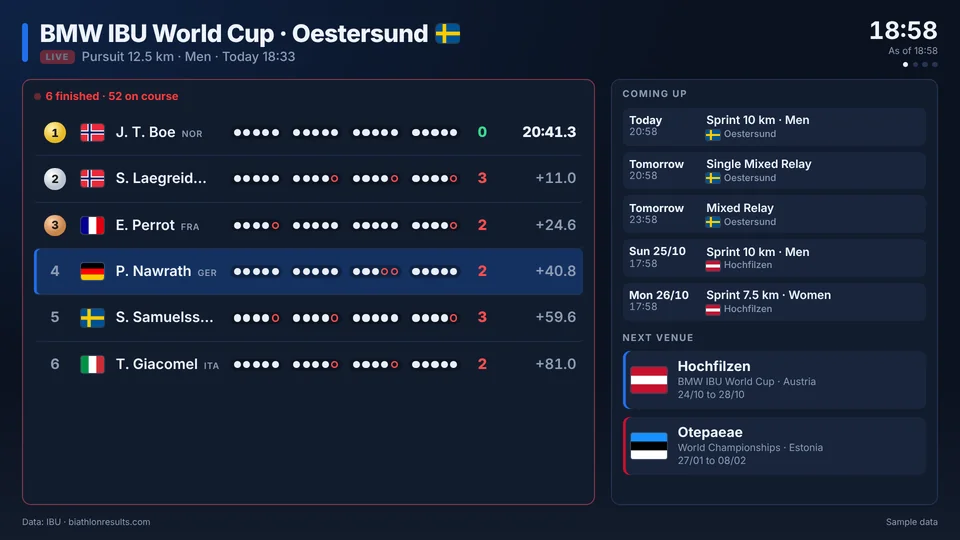 BMW IBU World Cup · Oestersund
LIVE Pursuit 12.5 km · Men · Today 18:33
18:58
As of 18:58
6 finished · 52 on course
1 J. T. Boe NOR 0 20:41.3
2 S. Laegreid... 3 +11.0
3 E. Perrot FRA 2 +24.6
4 P. Nawrath GER 2 +40.8
5 S. Samuelss... 3 +59.6
6 T. Giacomel ITA 2 +81.0
COMING UP
Today Sprint 10 km · Men
20:58 Oestersund
Tomorrow Single Mixed Relay
20:58 Oestersund
Tomorrow Mixed Relay
23:58 Oestersund
Sun 25/10 Sprint 10 km · Men
17:58 Hochfilzen
Mon 26/10 Sprint 7.5 km · Women
17:58 Hochfilzen
NEXT VENUE
Hochfilzen
BMW IBU World Cup · Austria
24/10 to 28/10
Otepaeae
World Championships · Estonia
27/01 to 08/02
Data: IBU · biathlonresults.com
Sample data